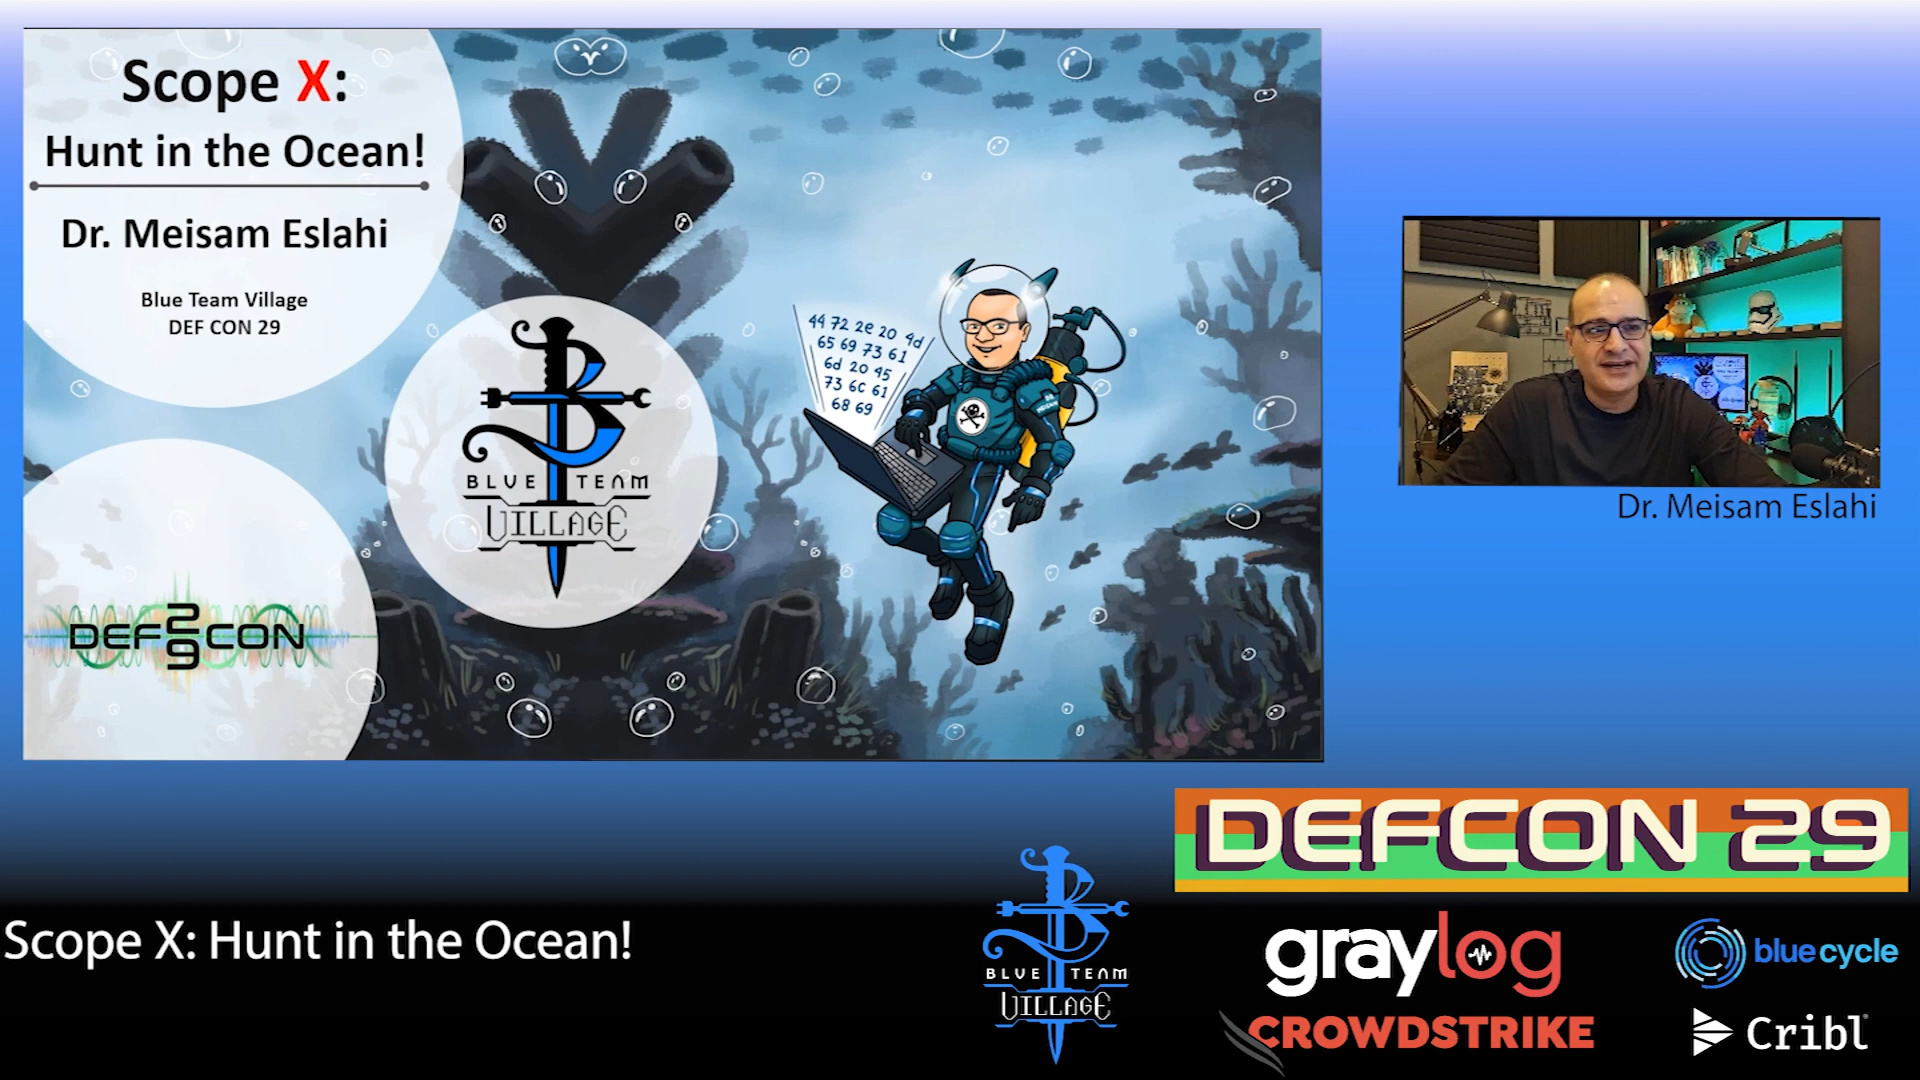 Scope X:
Hunt in the Ocean!
Dr. Meisam Eslahi
Blue Team Village
DEF CON 29
44 72 2e 20 4d
65 69 73 61
6d 20 45
73 6c 61
68 69
BLUE TEAM
VILLAGE
DEF CON
29
Dr. Meisam Eslahi
DEFCON 29
Scope X: Hunt in the Ocean!
BLUE TEAM
VILLAGE
graylog
bluecycle
CROWDSTRIKE
Cribl